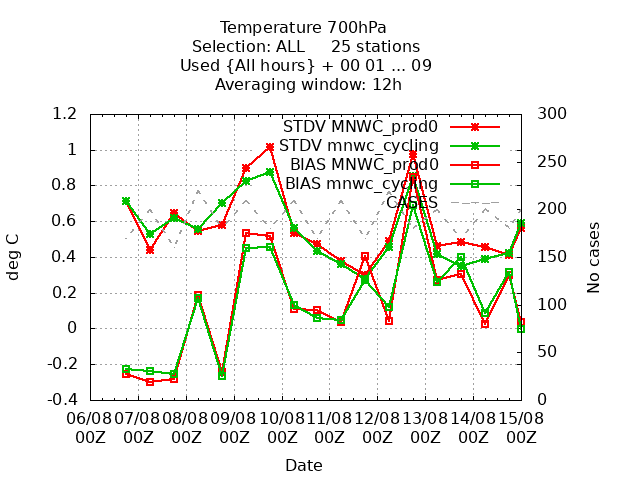 Temperature 700hPa
Selection: ALL 25 stations
Used {All hours} + 00 01 ... 09
Averaging window: 12h
1.2
1
0.8
0.6
0.4
0.2
0
-0.2
-0.4
deg C
300
250
200
150
100
50
0
No cases
STDV MNWC_prod0
STDV mnwc_cycling
BIAS MNWC_prod0
BIAS mnwc_cycling
CASES
06/08 07/08 08/08 09/08 10/08 11/08 12/08 13/08 14/08 15/08
00Z 00Z 00Z 00Z 00Z 00Z 00Z 00Z 00Z 00Z
Date